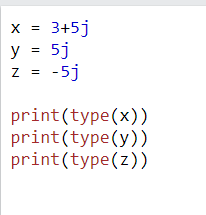 x = 3+5j
y = 5j
z = -5j
print(type(x))
print(type(y))
print(type(z))